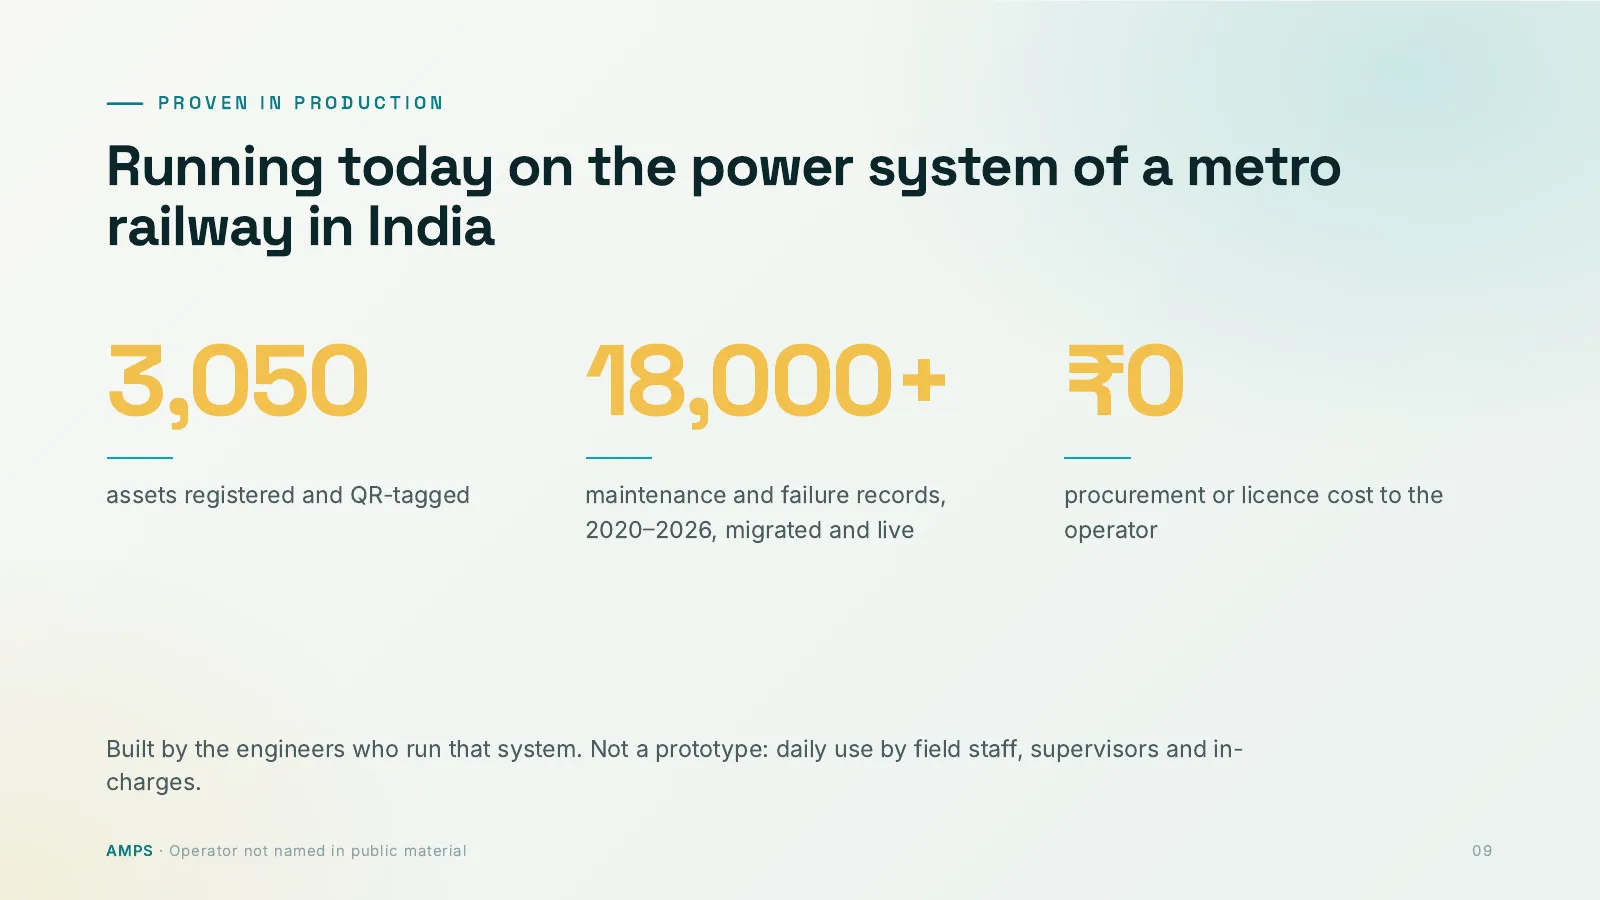 PROVEN IN PRODUCTION
Running today on the power system of a metro
railway in India
3,050
18,000+
₹0
assets registered and QR-tagged
maintenance and failure records,
2020–2026, migrated and live
procurement or licence cost to the
operator
Built by the engineers who run that system. Not a prototype: daily use by field staff, supervisors and in-
charges.
AMPS · Operator not named in public material
09